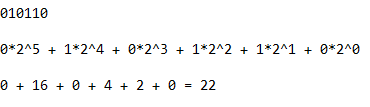 010110
0*2^5 + 1*2^4 + 0*2^3 + 1*2^2 + 1*2^1 + 0*2^0
0 + 16 + 0 + 4 + 2 + 0 = 22